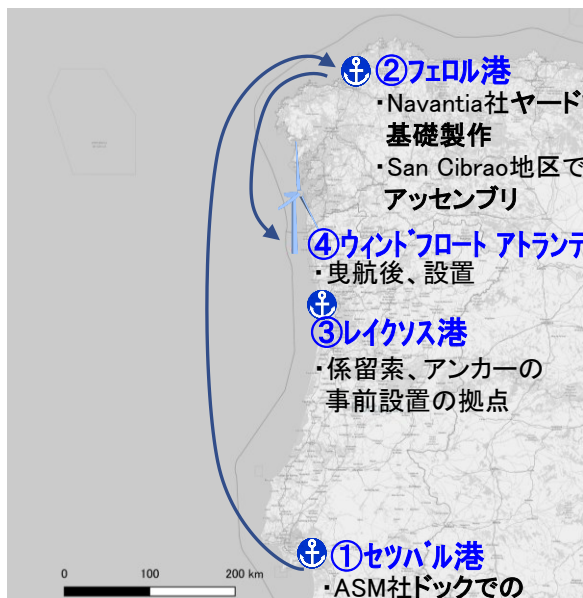 ②フェロル港
・Navantia社ヤード
基礎製作
・San Cibrao地区で
アッセンブリ
④ウィンドフロート アトランテ
・曳航後、設置
③レイクソス港
・係留索、アンカーの
事前設置の拠点
①セツバル港
・ASM社ドックでの
0 100 200 km